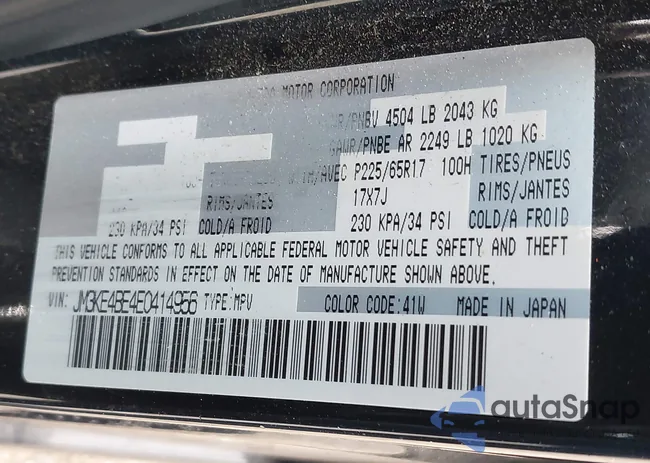 MOTOR CORPORATION
/PNBV 4504 LB 2043 KG
GAWR/PNBE AR 2249 LB 1020 KG
/AVEC P225/65R17 100H TIRES/PNEUS
RIMS/JANTES 17X7J RIMS/JANTES
230 KPA/34 PSI COLD/A FROID 230 KPA/34 PSI COLD/A FROID
THIS VEHICLE CONFORMS TO ALL APPLICABLE FEDERAL MOTOR VEHICLE SAFETY AND THEFT
PREVENTION STANDARDS IN EFFECT ON THE DATE OF MANUFACTURE SHOWN ABOVE.
VIN: JM3KE4BE4E0414956 TYPE:MPV COLOR CODE:41W MADE IN JAPAN
autoSnap